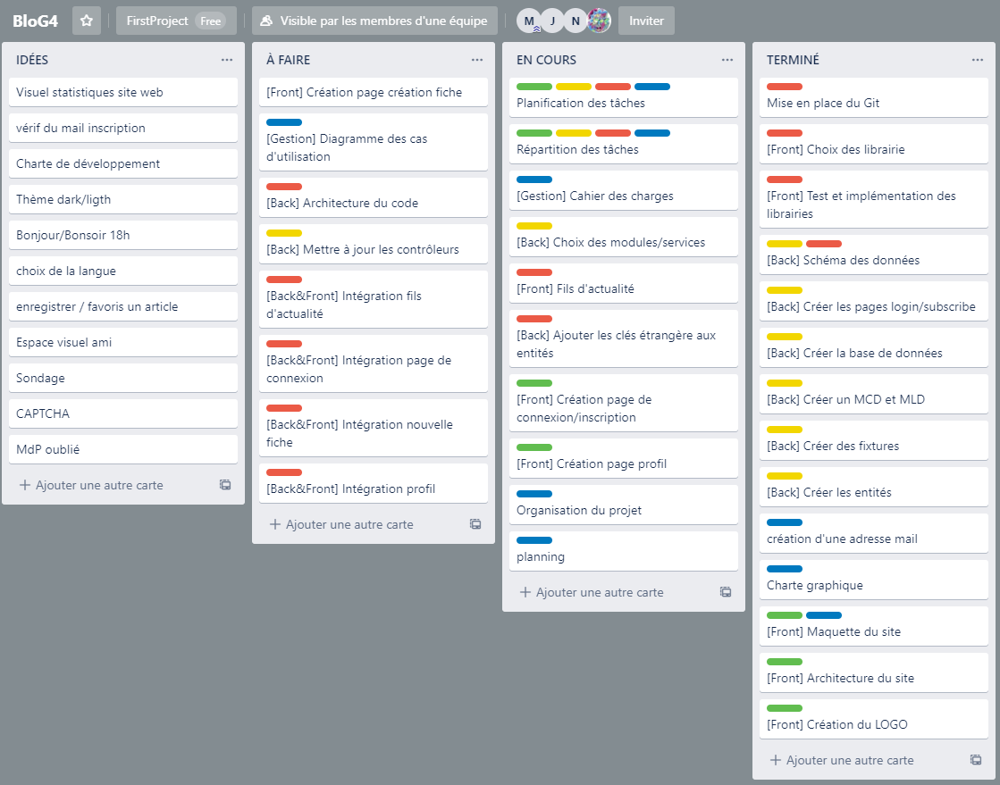 BloG4
FirstProject Free
Visible par les membres d'une équipe
M J N
Inviter
IDÉES
Visuel statistiques site web
vérif du mail inscription
Charte de développement
Thème dark/ligth
Bonjour/Bonsoir 18h
choix de la langue
enregistrer / favoris un article
Espace visuel ami
Sondage
CAPTCHA
MdP oublié
+ Ajouter une autre carte
À FAIRE
[Front] Création page création fiche
[Gestion] Diagramme des cas
d'utilisation
[Back] Architecture du code
[Back] Mettre à jour les contrôleurs
[Back&Front] Intégration fils
d'actualité
[Back&Front] Intégration page de
connexion
[Back&Front] Intégration nouvelle
fiche
[Back&Front] Intégration profil
+ Ajouter une autre carte
EN COURS
Planification des tâches
Répartition des tâches
[Gestion] Cahier des charges
[Back] Choix des modules/services
[Front] Fils d'actualité
[Back] Ajouter les clés étrangère aux
entités
[Front] Création page de
connexion/inscription
[Front] Création page profil
Organisation du projet
planning
+ Ajouter une autre carte
TERMINÉ
Mise en place du Git
[Front] Choix des librairie
[Front] Test et implémentation des
librairies
[Back] Schéma des données
[Back] Créer les pages login/subscribe
[Back] Créer la base de données
[Back] Créer un MCD et MLD
[Back] Créer des fixtures
[Back] Créer les entités
création d'une adresse mail
Charte graphique
[Front] Maquette du site
[Front] Architecture du site
[Front] Création du LOGO
+ Ajouter une autre carte